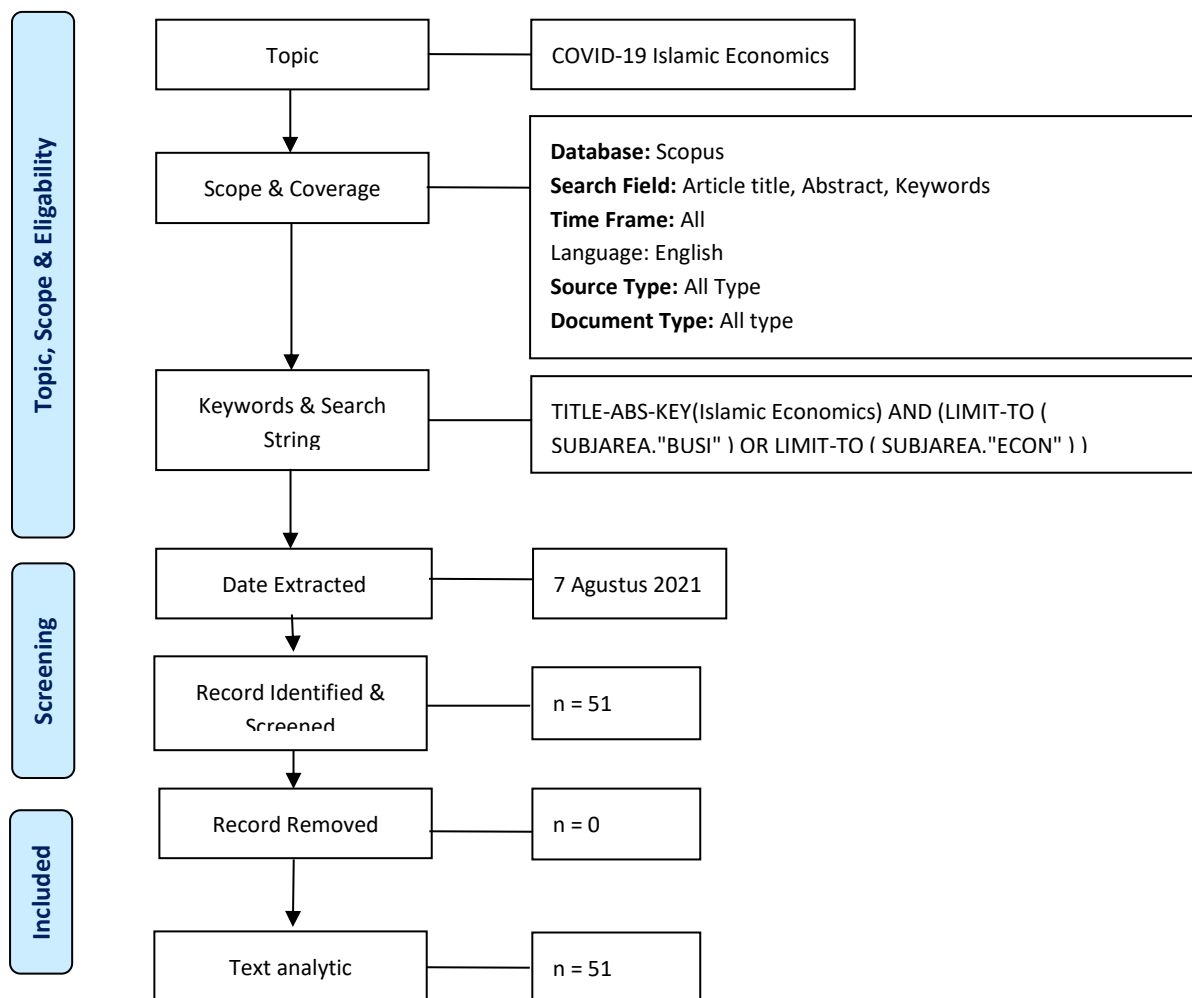 Topic, Scope & Eligability
Topic
COVID-19 Islamic Economics
Scope & Coverage
Database: Scopus
Search Field: Article title, Abstract, Keywords
Time Frame: All
Language: English
Source Type: All Type
Document Type: All type
Keywords & Search
String
TITLE-ABS-KEY(Islamic Economics) AND (LIMIT-TO (
SUBJAREA."BUSI" ) OR LIMIT-TO ( SUBJAREA."ECON" ) )
Date Extracted
7 Agustus 2021
Screening
Record Identified &
Screened
n = 51
Record Removed
n = 0
Included
Text analytic
n = 51